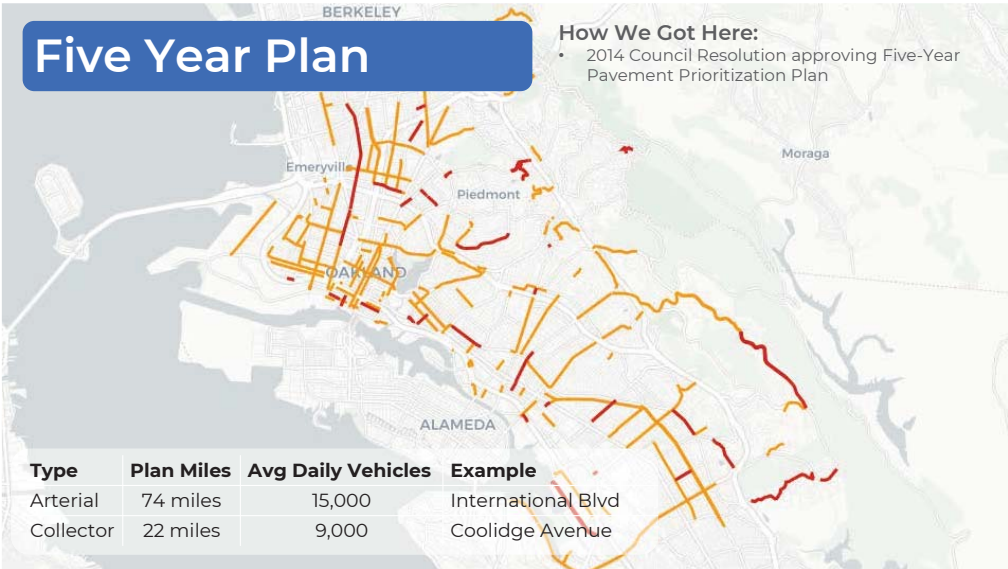 BERKELEY
Five Year Plan
How We Got Here:
• 2014 Council Resolution approving Five-Year
Pavement Prioritization Plan
Moraga
Emeryville
Piedmont
OAKLAND
ALAMEDA
Type Plan Miles Avg Daily Vehicles Example
Arterial 74 miles 15,000 International Blvd
Collector 22 miles 9,000 Coolidge Avenue